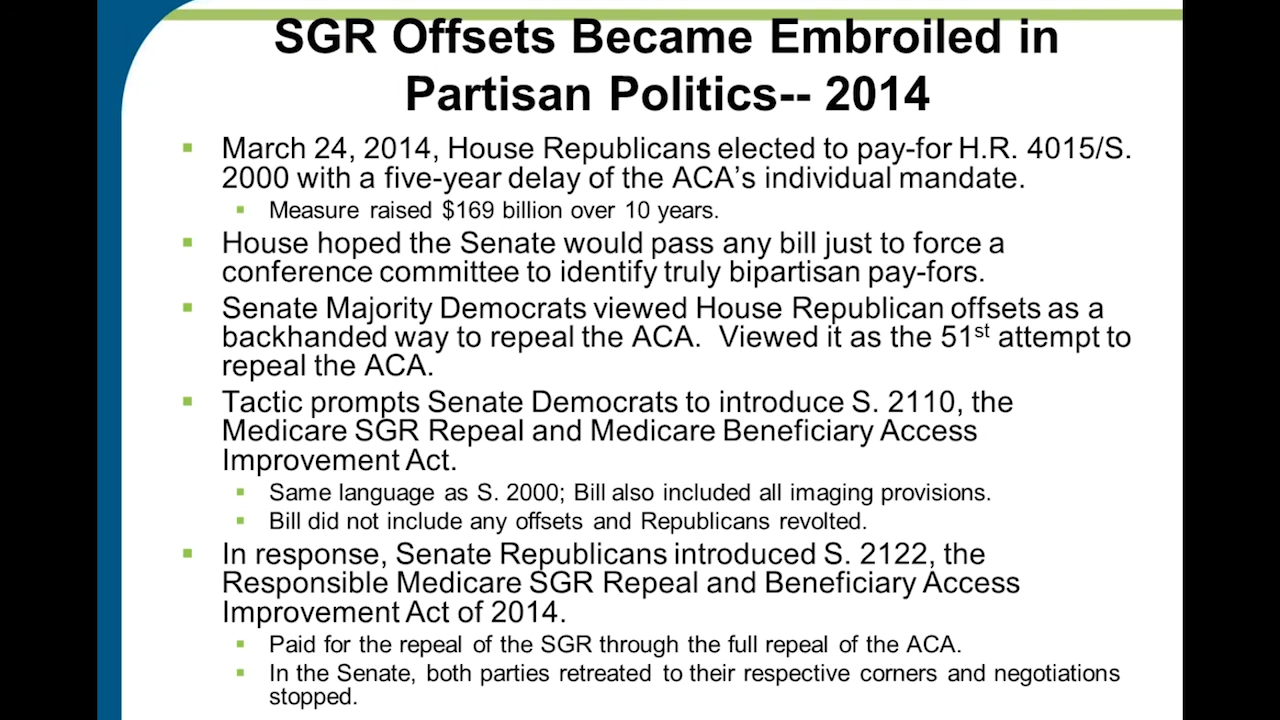 SGR Offsets Became Embroiled in
Partisan Politics-- 2014
March 24, 2014, House Republicans elected to pay-for H.R. 4015/S.
2000 with a five-year delay of the ACA’s individual mandate.
Measure raised $169 billion over 10 years.
House hoped the Senate would pass any bill just to force a
conference committee to identify truly bipartisan pay-fors.
Senate Majority Democrats viewed House Republican offsets as a
backhanded way to repeal the ACA.  Viewed it as the 51st attempt to
repeal the ACA.
Tactic prompts Senate Democrats to introduce S. 2110, the
Medicare SGR Repeal and Medicare Beneficiary Access
Improvement Act.
Same language as S. 2000; Bill also included all imaging provisions.
Bill did not include any offsets and Republicans revolted.
In response, Senate Republicans introduced S. 2122, the
Responsible Medicare SGR Repeal and Beneficiary Access
Improvement Act of 2014.
Paid for the repeal of the SGR through the full repeal of the ACA.
In the Senate, both parties retreated to their respective corners and negotiations
stopped.